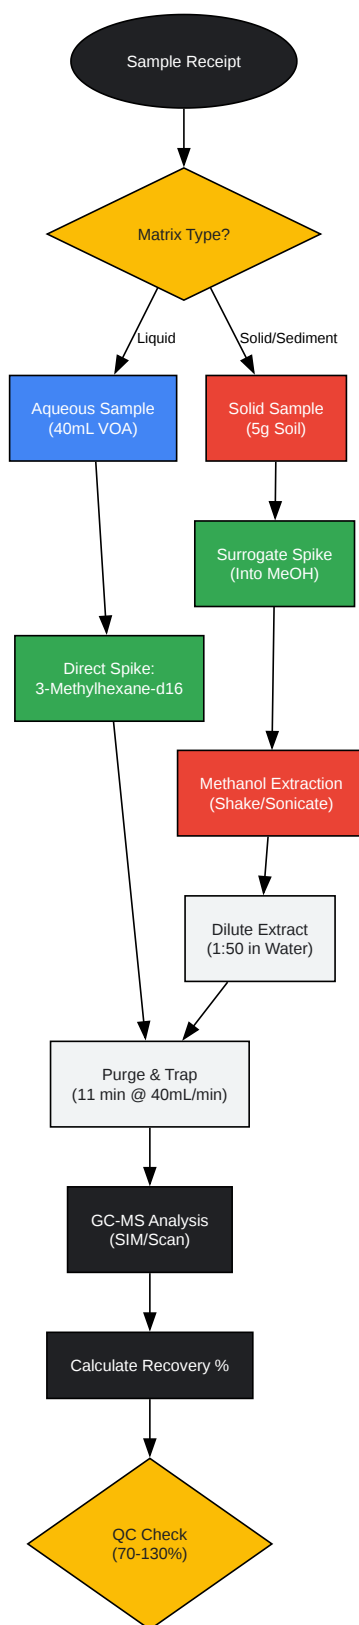 Sample Receipt
Matrix Type?
Liquid
Solid/Sediment
Aqueous Sample
(40mL VOA)
Solid Sample
(5g Soil)
Surrogate Spike
(Into MeOH)
Direct Spike:
3-Methylhexane-d16
Methanol Extraction
(Shake/Sonicate)
Dilute Extract
(1:50 in Water)
Purge & Trap
(11 min @ 40mL/min)
GC-MS Analysis
(SIM/Scan)
Calculate Recovery %
QC Check
(70-130%)